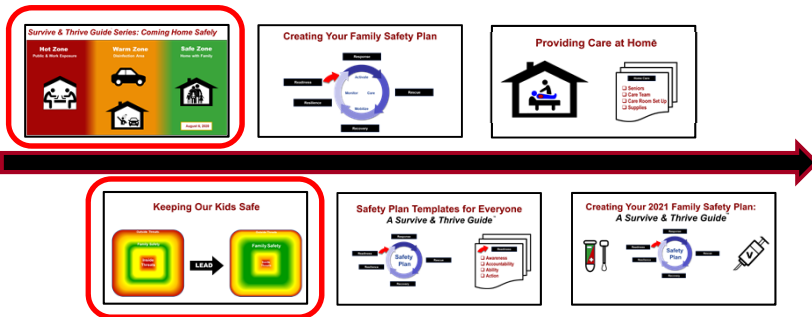 Survive & Thrive Guide Series: Coming Home Safely
Hot Zone
Public & Work Exposure
Warm Zone
Disinfection Area
Safe Zone
Home with Family
August 6, 2020
Creating Your Family Safety Plan
Response
Readiness
Activate
Monitor
Care
Rescue
Resilience
Mobilize
Recovery
Providing Care at Home
Home Care
Seniors
Care Team
Care Room Set Up
Supplies
Keeping Our Kids Safe
Outside Threats
Family Safety
Inside
Threats
LEAD
Family Safety
Safety Plan Templates for Everyone
A Survive & Thrive Guide
Response
Readiness
Safety
Plan
Rescue
Resilience
Recovery
Readiness
Awareness
Accountability
Ability
Action
Creating Your 2021 Family Safety Plan:
A Survive & Thrive Guide
Response
Readiness
Safety
Plan
Rescue
Resilience
Recovery